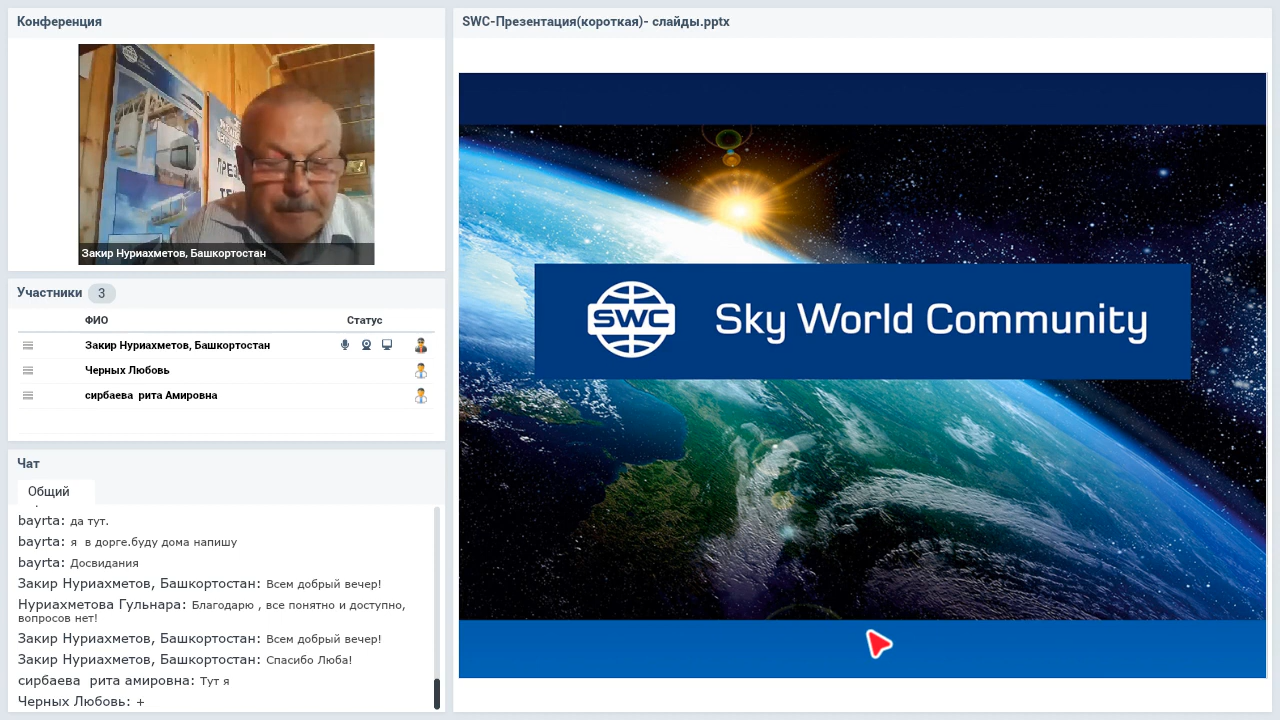 Конференция
ПРЕЗ
ТЕ
Закир Нуриахметов, Башкортостан
Участники 3
ФИО Статус
Закир Нуриахметов, Башкортостан
Черных Любовь
сирбаева рита Амировна
Чат
Общий
bayrta: да тут.
bayrta: я в дорге.буду дома напишу
bayrta: Досвидания
Закир Нуриахметов, Башкортостан: Всем добрый вечер!
Нуриахметова Гульнара: Благодарю , все понятно и доступно,
вопросов нет!
Закир Нуриахметов, Башкортостан: Всем добрый вечер!
Закир Нуриахметов, Башкортостан: Спасибо Люба!
сирбаева рита амировна: Тут я
Черных Любовь: +
SWC-Презентация(короткая)- слайды.pptx
SWC Sky World Community